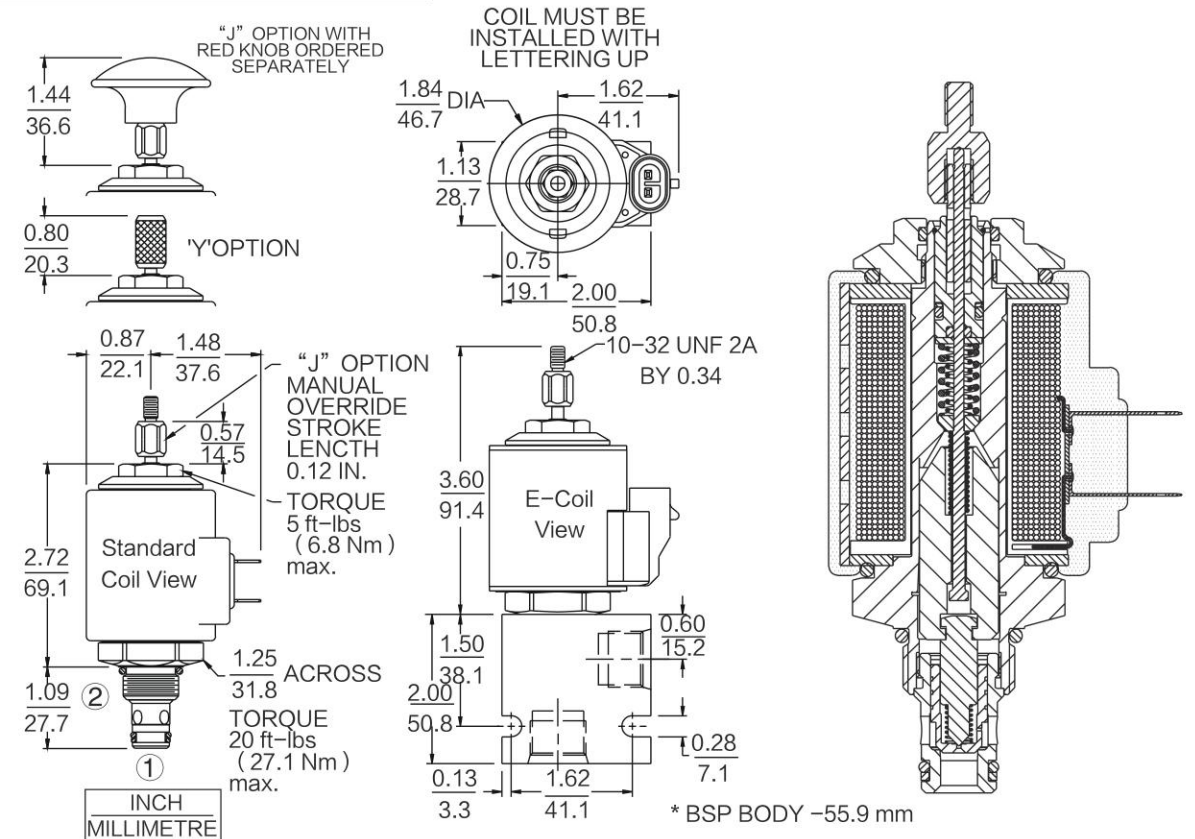 "J" OPTION WITH
RED KNOB ORDERED
SEPARATELY
1.44
36.6
0.80
20.3
'Y'OPTION
COIL MUST BE
INSTALLED WITH
LETTERING UP
1.84
46.7
DIA
1.62
41.1
1.13
28.7
0.75
19.1
2.00
50.8
0.87
22.1
1.48
37.6
"J" OPTION
MANUAL
OVERRIDE
STROKE
LENGTH
0.12 IN.
0.57
14.5
TORQUE
5 ft-lbs
(6.8 Nm)
max.
2.72
69.1
Standard
Coil View
1.25
31.8
ACROSS
1.09
27.7
②
①
TORQUE
20 ft-lbs
(27.1 Nm)
max.
INCH
MILLIMETRE
10-32 UNF 2A
BY 0.34
3.60
91.4
E-Coil
View
1.50
38.1
2.00
50.8
0.60
15.2
0.28
7.1
0.13
3.3
1.62
41.1
* BSP BODY -55.9 mm